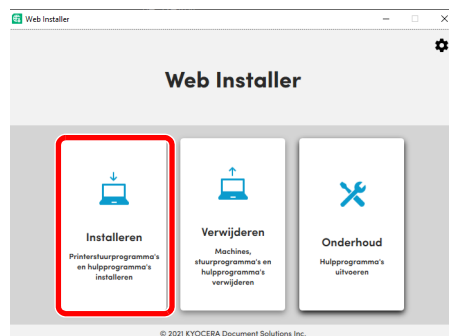 Web Installer
Web Installer
Installeren
Printerstuurprogramma's
en hulpprogramma's
installeren
Verwijderen
Machines,
stuurprogramma's en
hulpprogramma's
verwijderen
Onderhoud
Hulpprogramma's
uitvoeren
© 2021 KYOCERA Document Solutions Inc.